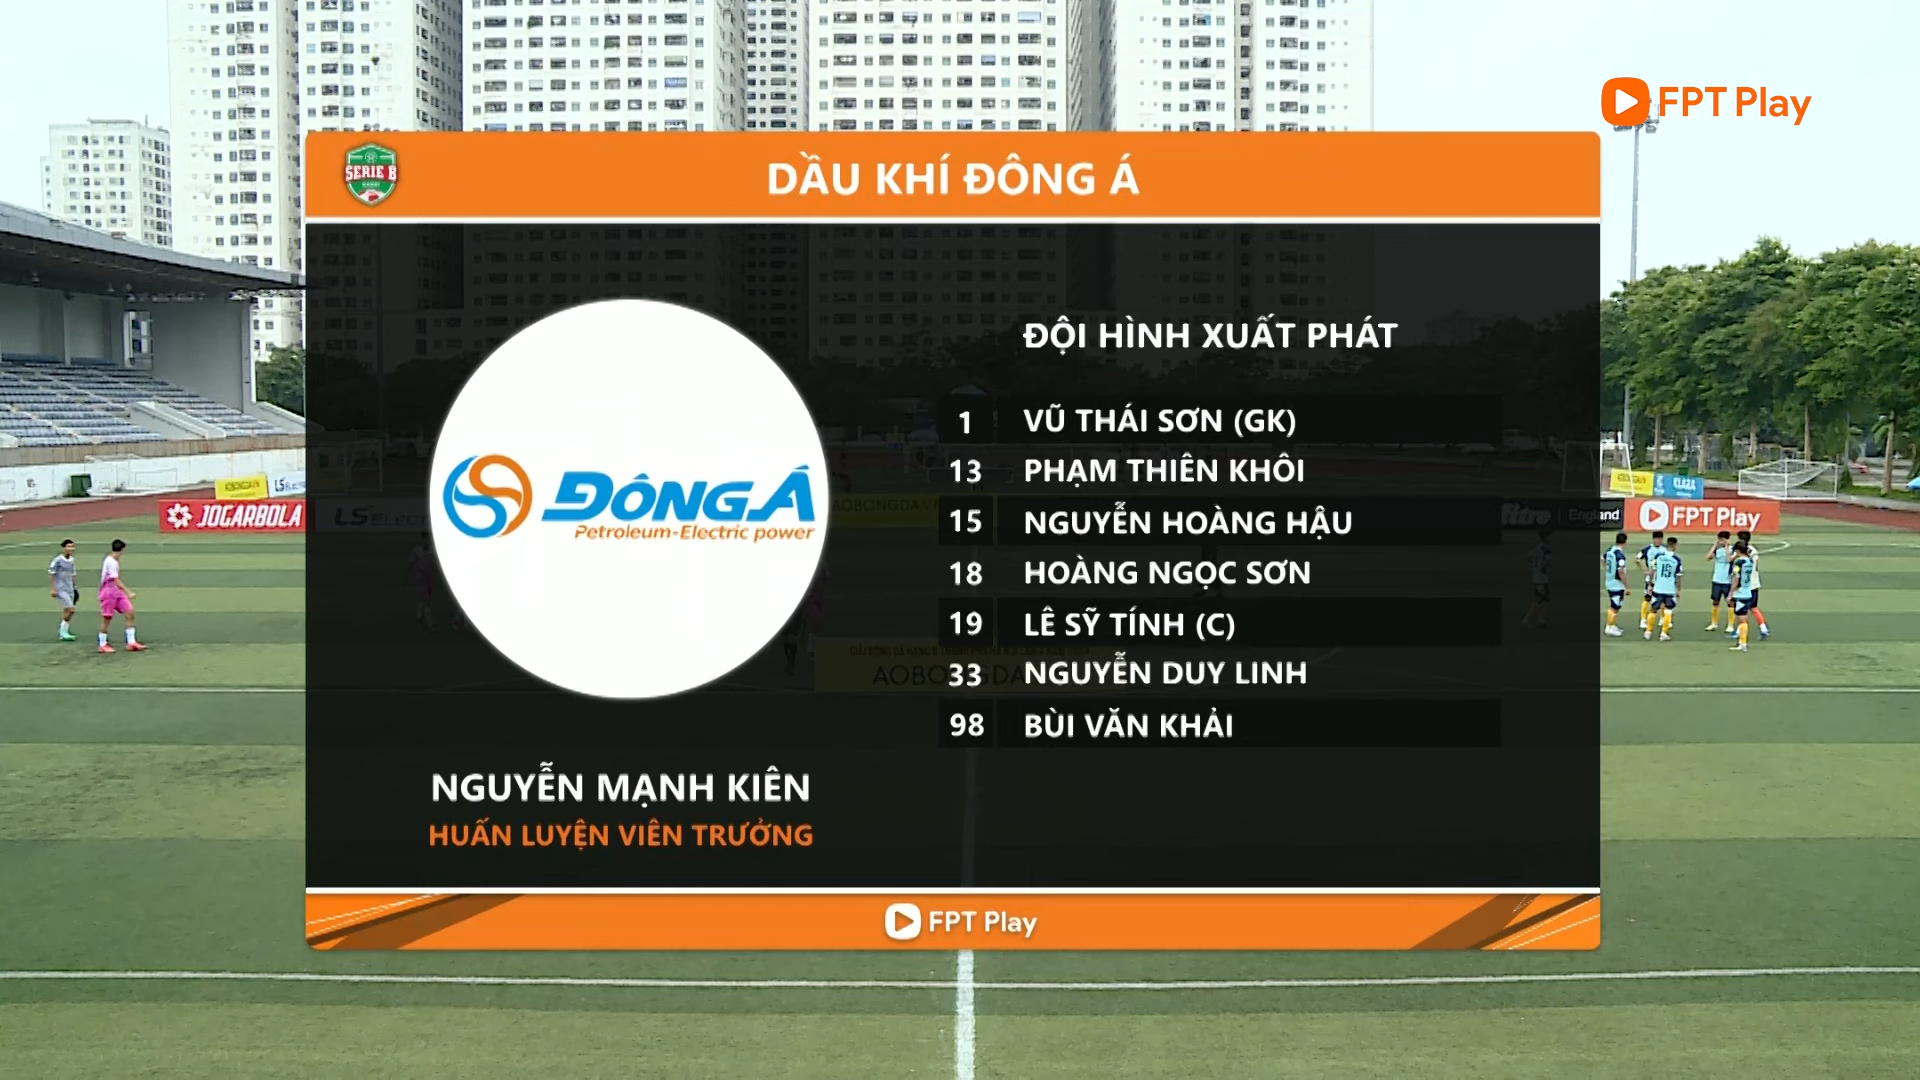 FPT Play
SERIE B
DẦU KHÍ ĐÔNG Á
ĐỘI HÌNH XUẤT PHÁT
1 VŨ THÁI SƠN (GK)
13 PHẠM THIÊN KHÔI
15 NGUYỄN HOÀNG HẬU
18 HOÀNG NGỌC SƠN
19 LÊ SỸ TÍNH (C)
33 NGUYỄN DUY LINH
98 BÙI VĂN KHẢI
ĐÔNG Á
Petroleum-Electric power
NGUYỄN MẠNH KIÊN
HUẤN LUYỆN VIÊN TRƯỞNG
FPT Play
JOGARBOLA
England
FPT Play
15